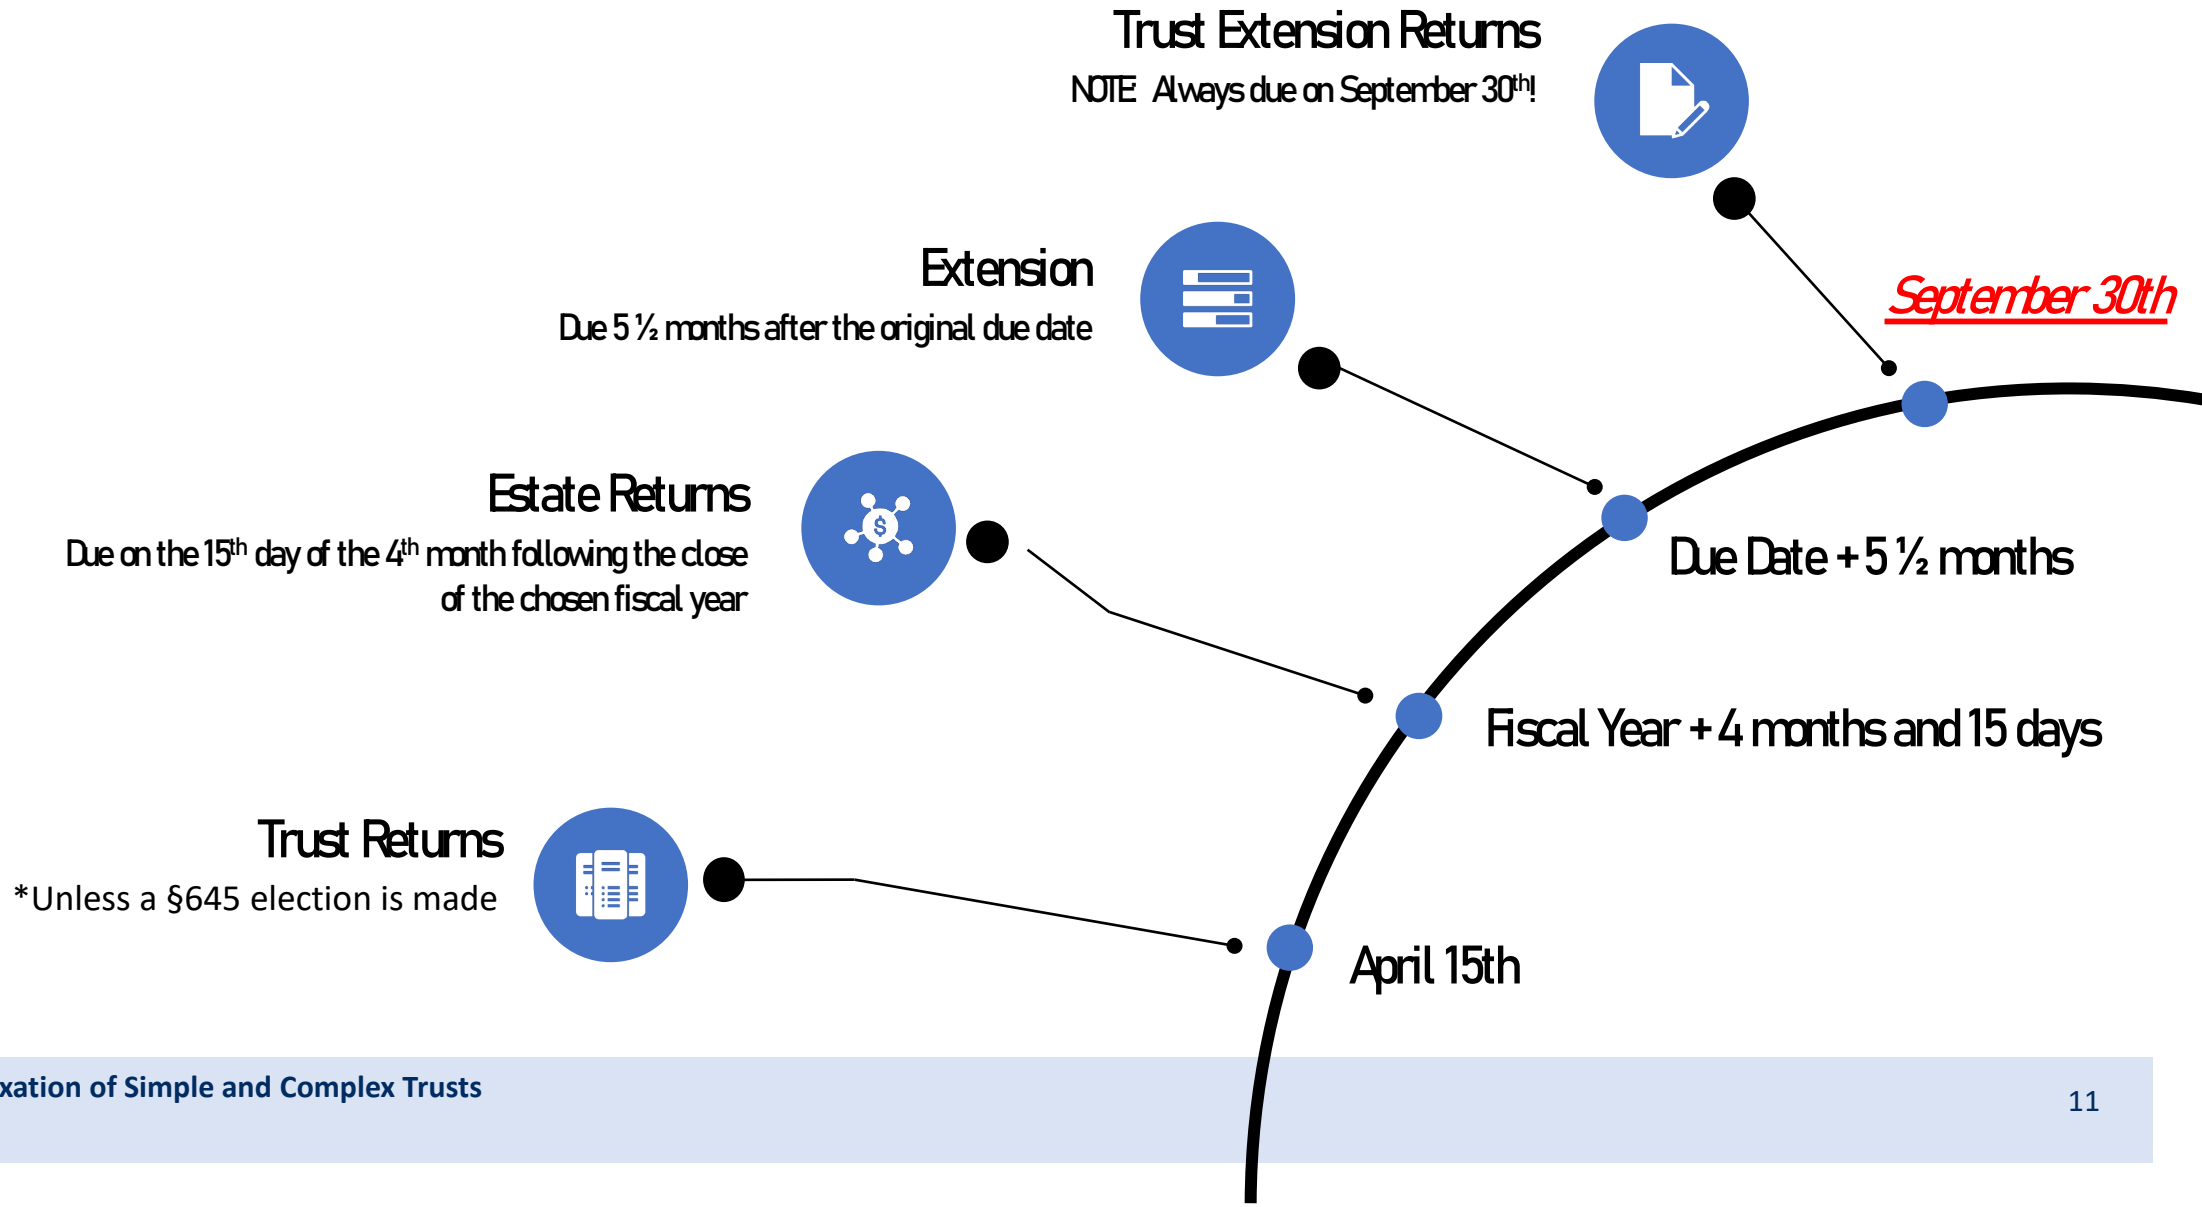 Trust Extension Returns
NOTE: Always due on September 30th!
September 30th
Extension
Due 5 ½ months after the original due date
Due Date + 5 ½ months
Estate Returns
Due on the 15th day of the 4th month following the close
of the chosen fiscal year
Fiscal Year + 4 months and 15 days
Trust Returns
*Unless a §645 election is made
April 15th
xation of Simple and Complex Trusts
11